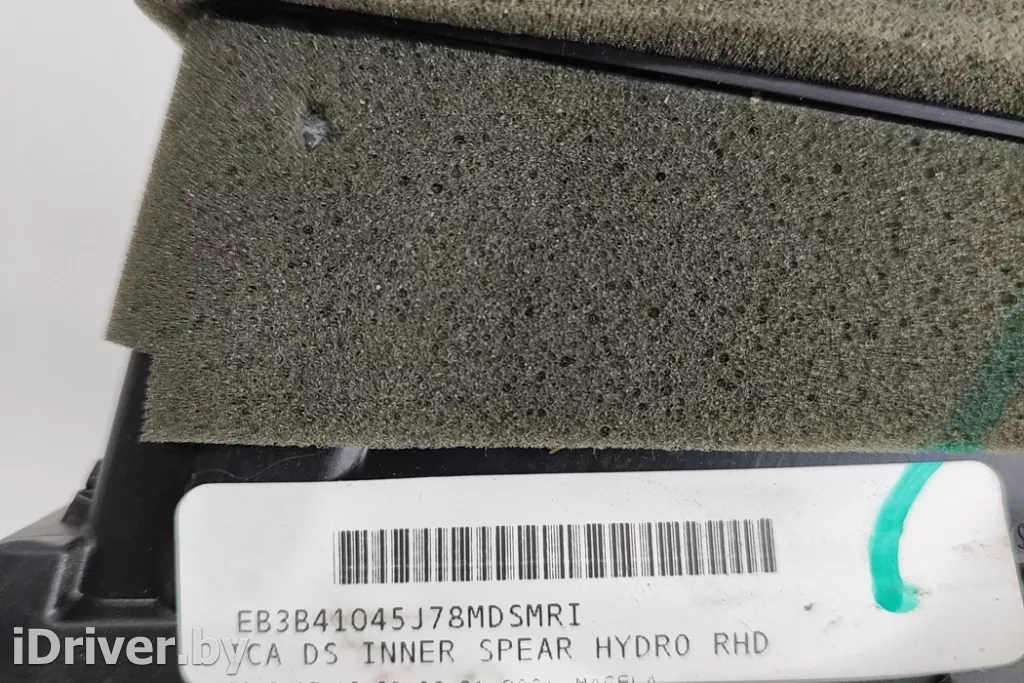 EB3B41045J78MDSMRI
CA DS INNER SPEAR HYDRO RHD
iDriver.by